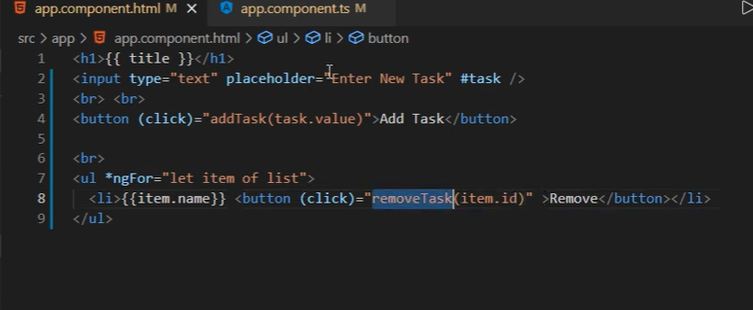 app.component.html M × app.component.ts M
src > app > app.component.html > ul > li > button
1 <h1>{{ title }}</h1>
2 <input type="text" placeholder="Enter New Task" #task />
3 <br> <br>
4 <button (click)="addTask(task.value)">Add Task</button>
5
6 <br>
7 <ul *ngFor="let item of list">
8 <li>{{item.name}} <button (click)="removeTask(item.id)" >Remove</button></li>
9 </ul>